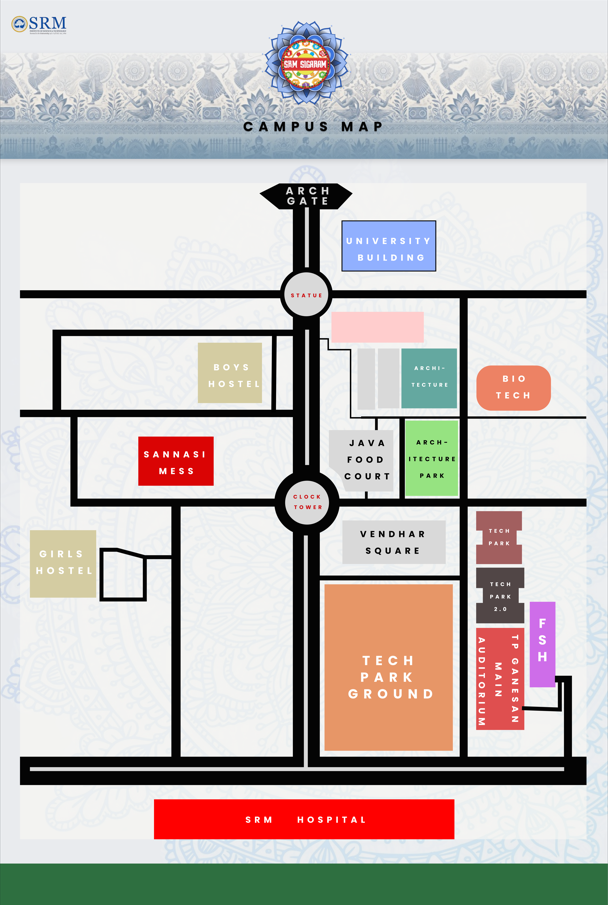 SRM
SRM SIGARAM
CAMPUS MAP
ARCH
GATE
UNIVERSITY
BUILDING
STATUE
BOYS
HOSTEL
ARCHI-
TECTURE
BIO
TECH
SANNASI
MESS
JAVA
FOOD
COURT
ARCH-
ITECTURE
PARK
CLOCK
TOWER
VENDHAR
SQUARE
TECH
PARK
GIRLS
HOSTEL
TECH
PARK
2.0
FSH
TECH
PARK
GROUND
TP GANESAN
MAIN
AUDITORIUM
SRM HOSPITAL